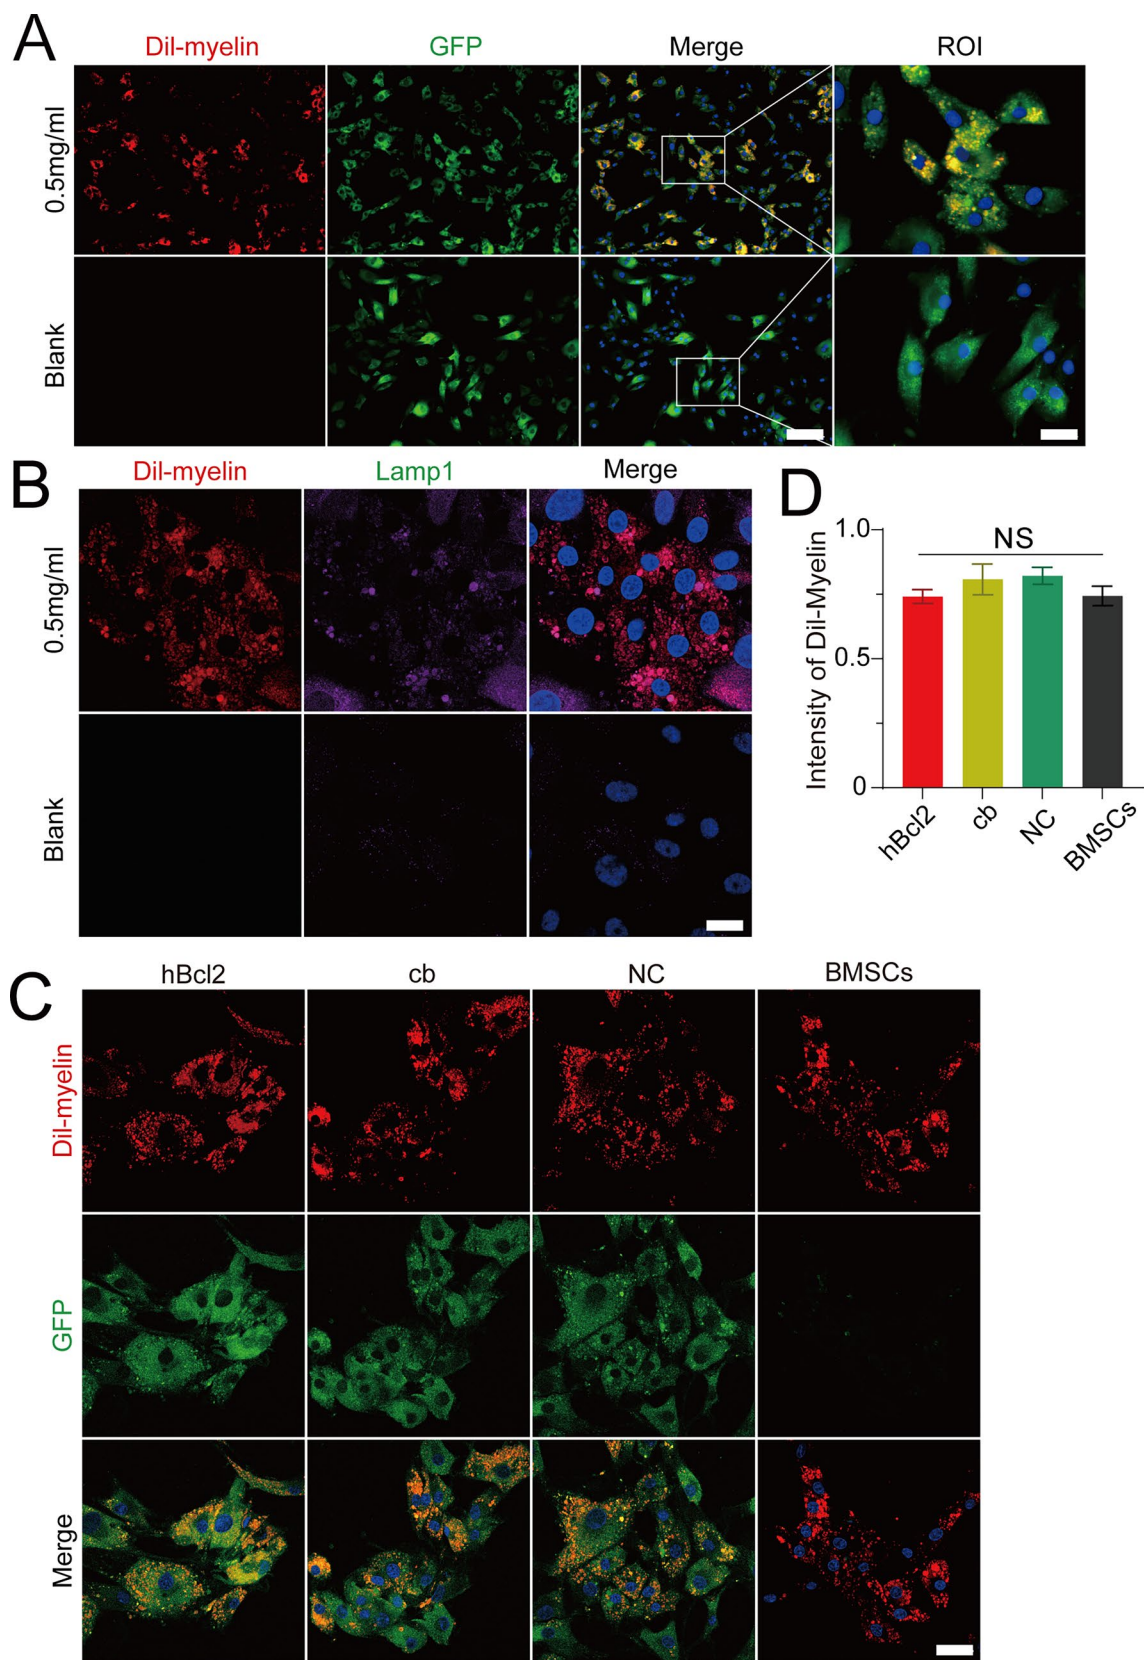 A
Dil-myelin GFP Merge ROI
0.5mg/ml
Blank
B
Dil-myelin Lamp1 Merge
0.5mg/ml
Blank
D
Intensity of Dil-Myelin
1.0
0.5
0
NS
hBcl2 cb NC BMSCs
C
hBcl2 cb NC BMSCs
Dil-myelin
GFP
Merge